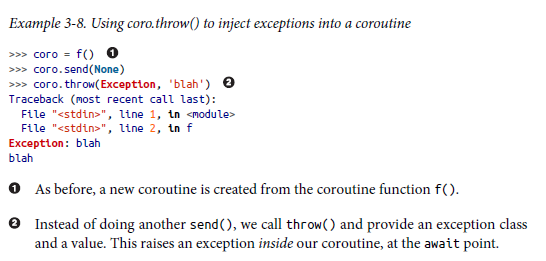 Example 3-8. Using coro.throw() to inject exceptions into a coroutine
>>> coro = f() ❶
>>> coro.send(None)
>>> coro.throw(Exception, 'blah') ❷
Traceback (most recent call last):
  File "<stdin>", line 1, in <module>
  File "<stdin>", line 2, in f
Exception: blah
blah
❶ As before, a new coroutine is created from the coroutine function f().
❷ Instead of doing another send(), we call throw() and provide an exception class
and a value. This raises an exception inside our coroutine, at the await point.